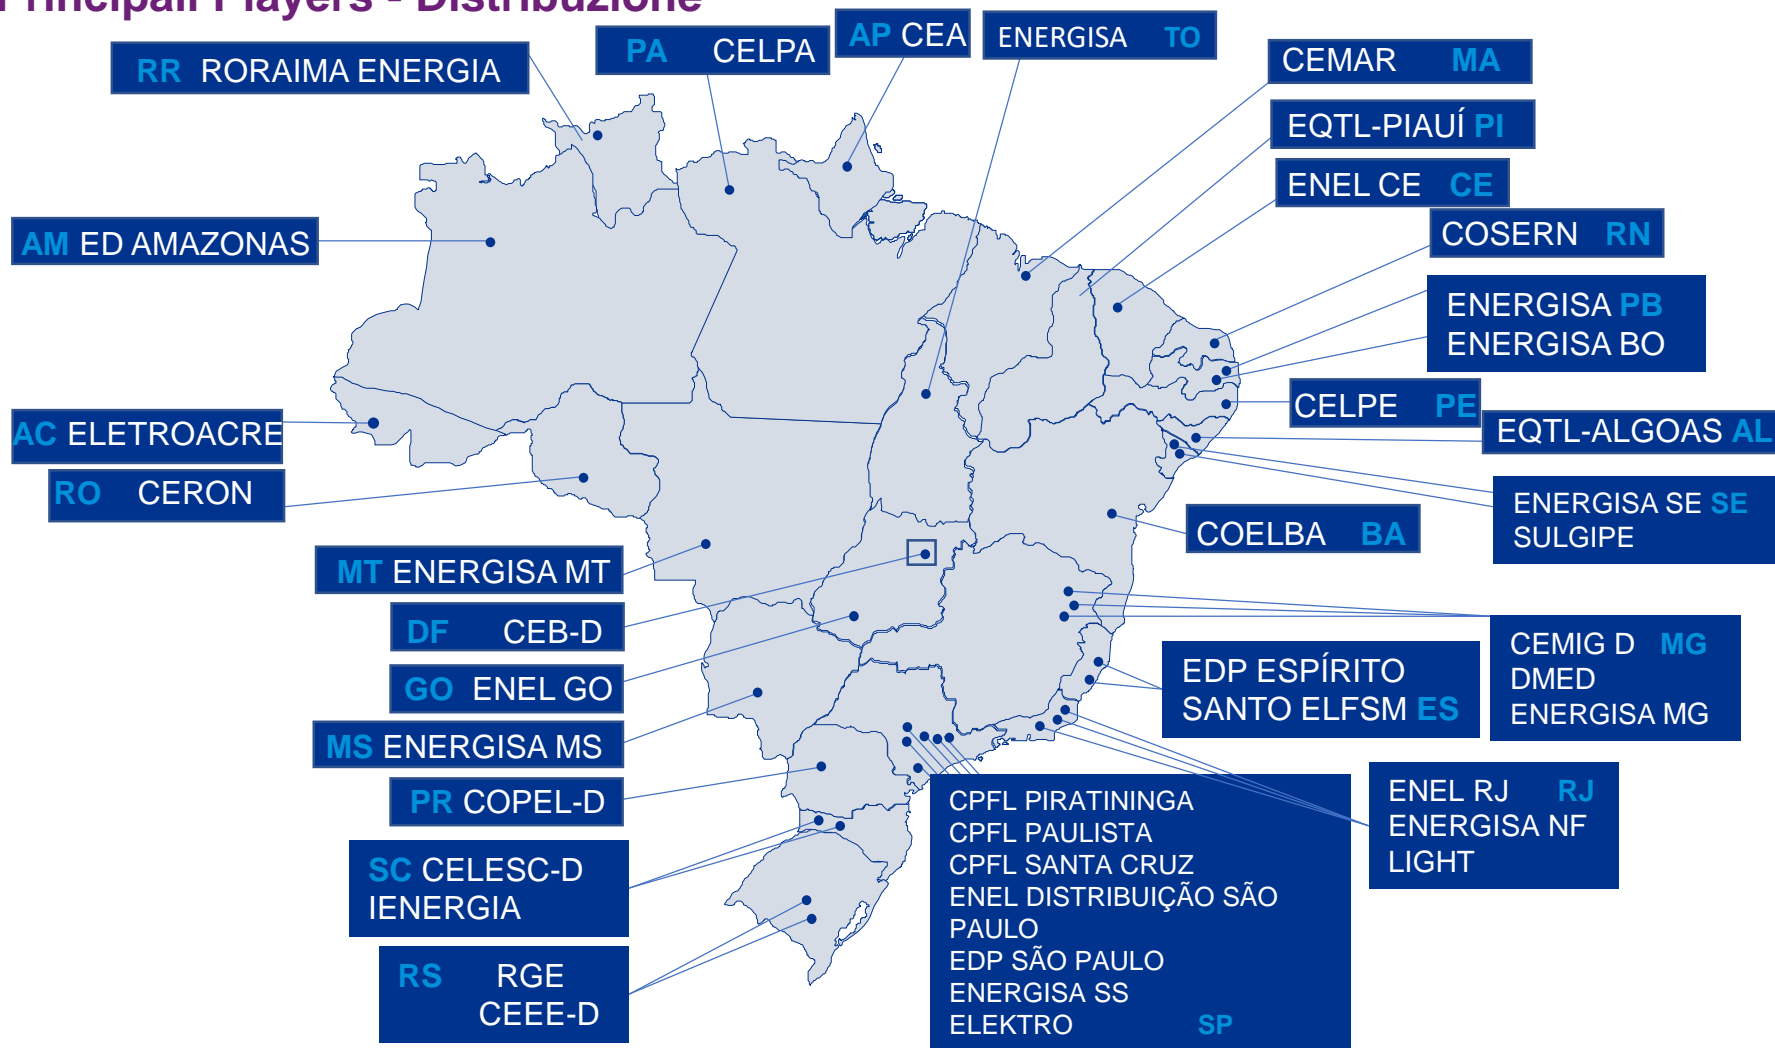 Principali Players - Distribuzione
RR RORAIMA ENERGIA
PA CELPA
AP CEA
ENERGISA TO
CEMAR MA
EQTL-PIAUÍ PI
ENEL CE CE
COSERN RN
AM ED AMAZONAS
ENERGISA PB
ENERGISA BO
CELPE PE
AC ELETROACRE
EQTL-ALGOAS AL
RO CERON
ENERGISA SE SE
SULGIPE
COELBA BA
MT ENERGISA MT
DF CEB-D
GO ENEL GO
MS ENERGISA MS
PR COPEL-D
SC CELESC-D
IENERGIA
RS RGE
CEEE-D
EDP ESPÍRITO
SANTO ELFSM ES
CEMIG D MG
DMED
ENERGISA MG
CPFL PIRATININGA
CPFL PAULISTA
CPFL SANTA CRUZ
ENEL DISTRIBUIÇÃO SÃO
PAULO
EDP SÃO PAULO
ENERGISA SS
ELEKTRO SP
ENEL RJ RJ
ENERGISA NF
LIGHT